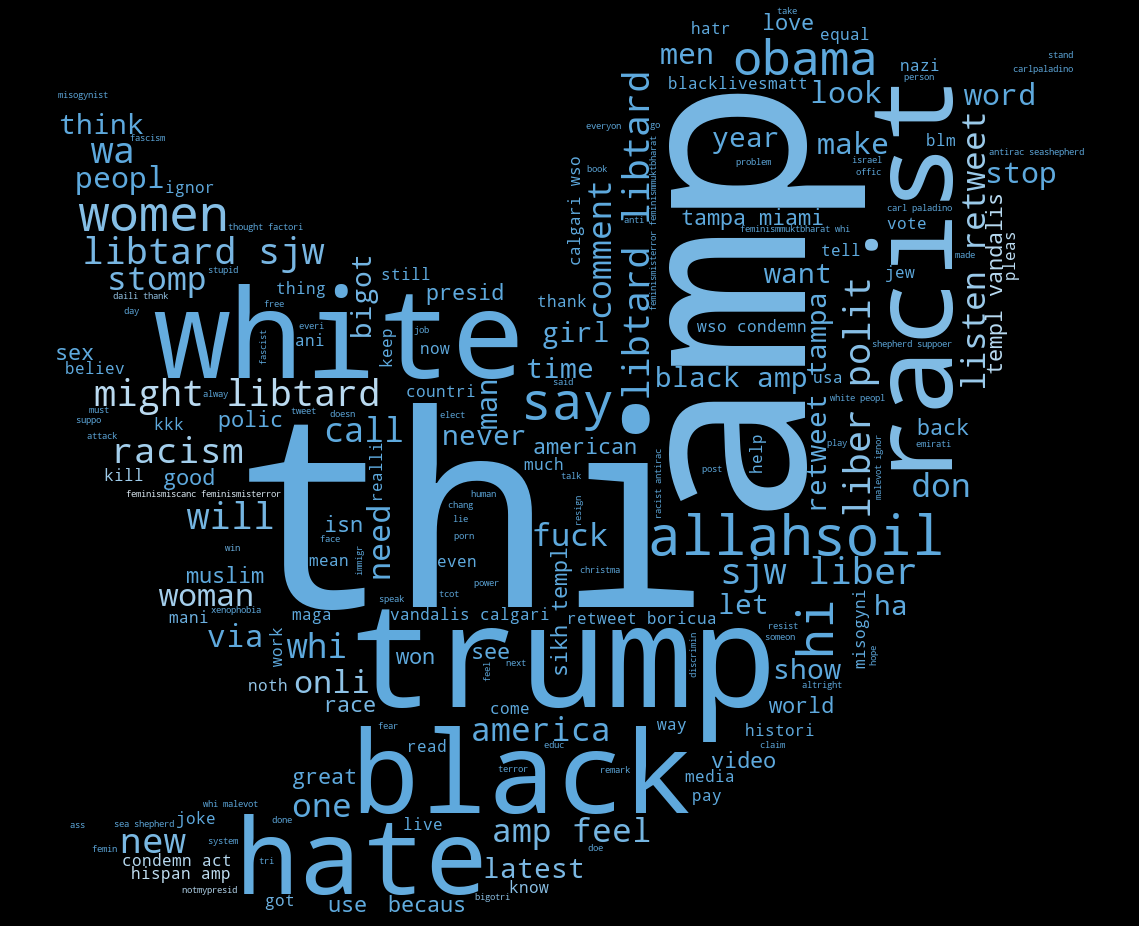 take
hatr
love
equal
men
obama
stand
nazi
carlpaladino
person
blacklivesmatt
look
word
misogynist
think
fascism
everyon
go
year
make
blm
wa
libtard libtard
amp
racist
problem
israel
offic
antirac seashepherd
stop
book
calgari wso
comment
peopl
ignor
women
thought factori
anti
feminismisterror feminismmuktbharat
tampa miami
feminismmuktbharat whi
carl paladino
vote
listen retweet
templ vandalis
pleas
made
tell
libtard sjw
stupid
stomp
bigot
still
thing
presid
thank
want
jew
daili thank
day
free
everi
ani
white
fascist
keep
job
now
girl
wso condemn
retweet tampa
liber polit
shepherd suppoer
sex
believ
time
black amp
usa
might libtard
alway
countri
man
said
say
white peopl
must
suppo
kkk
polic
tweet
doesn
call
elect
never
american
back
emirati
attack
racism
kill
good
reallli
much
talk
racist antirac
post
help
play
malevot ignor
feminismiscanc feminismisterror
thi
human
chang
lie
porn
resign
don
will
isn
face
need
fuck
allahsoil
win
mean
immigr
even
muslim
power
christma
sjw liber
woman
xenophobia
mani
speak
tcot
sikh templ
let
ha
maga
vandalis calgari
retweet boricua
resist
someon
hi
misogyni
hope
via
work
whi
trump
won
see
feel
next
discrimin
show
altright
noth
onli
race
come
world
fear
america
way
histori
black
read
educ
claim
video
great
terror
remark
media
pay
one
whi malevot
ass
sea shepherd
joke
done
live
amp feel
femin
new
system
hate
doe
condemn act
tri
latest
hispan amp
notmypresid
know
bigotri
got
use
becaus